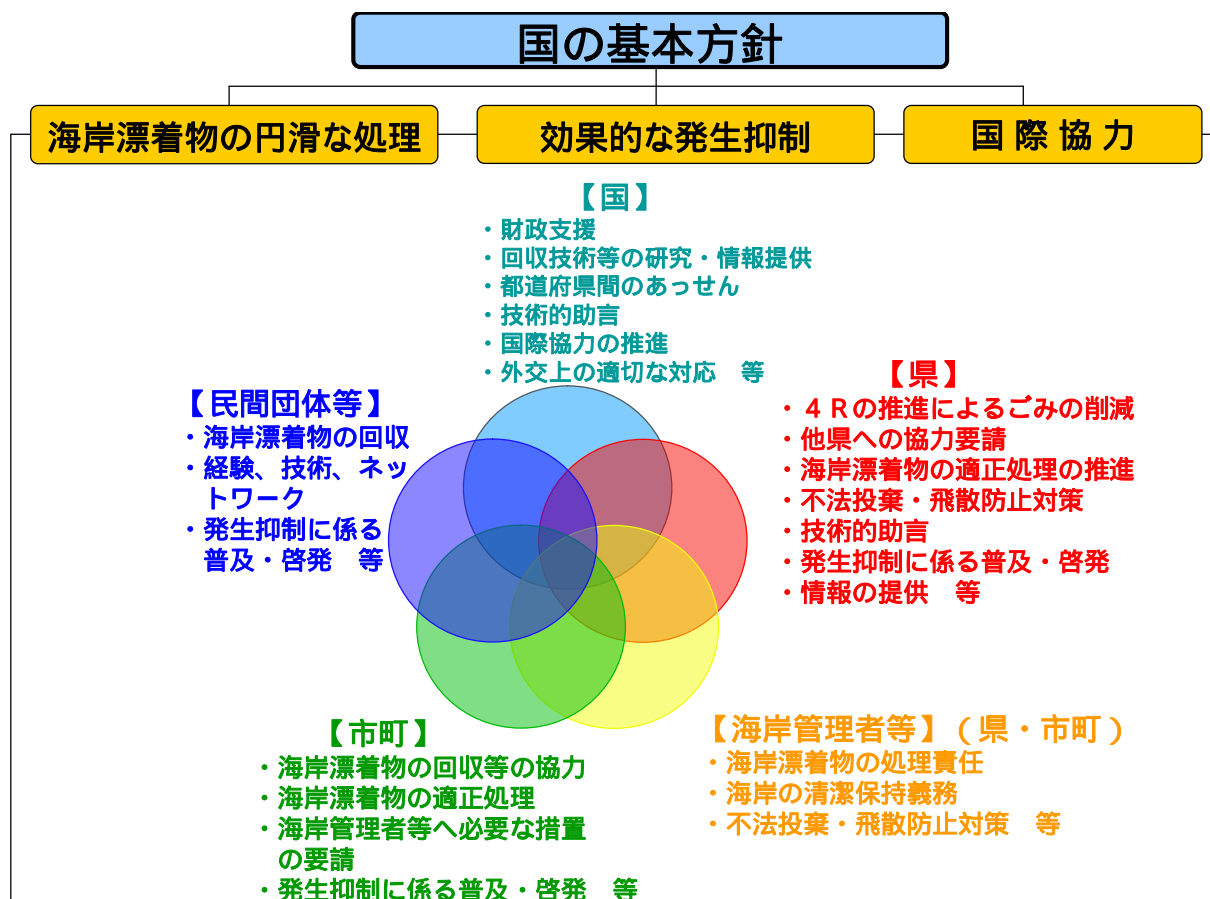 国の基本方針
海岸漂着物の円滑な処理
効果的な発生抑制
国 際 協 力
【国】
・財政支援
・回収技術等の研究・情報提供
・都道府県間のあっせん
・技術的助言
・国際協力の推進
・外交上の適切な対応　等
【県】
・４Ｒの推進によるごみの削減
・他県への協力要請
・海岸漂着物の適正処理の推進
・不法投棄・飛散防止対策
・技術的助言
・発生抑制に係る普及・啓発
・情報の提供　等
【民間団体等】
・海岸漂着物の回収
・経験、技術、ネッ
トワーク
・発生抑制に係る
普及・啓発　等
【市町】
・海岸漂着物の回収等の協力
・海岸漂着物の適正処理
・海岸管理者等へ必要な措置
の要請
・発生抑制に係る普及・啓発　等
【海岸管理者等】（県・市町）
・海岸漂着物の処理責任
・海岸の清潔保持義務
・不法投棄・飛散防止対策　等